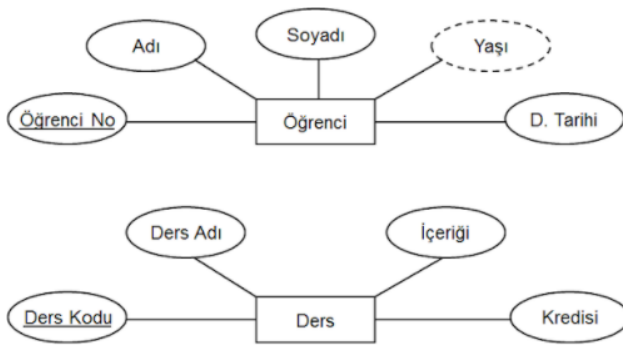 Soyadı
Adı
Yaşı
Öğrenci No
Öğrenci
D. Tarihi
Ders Adı
İçeriği
Ders Kodu
Ders
Kredisi